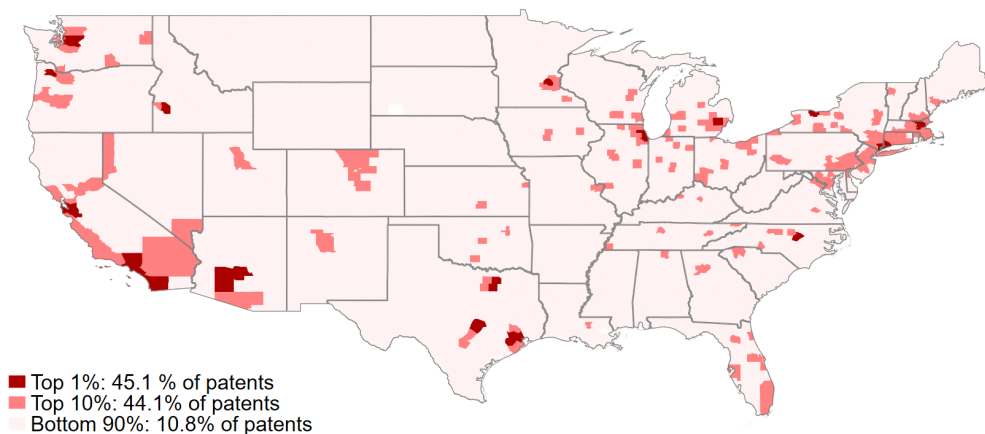 Top 1%: 45.1 % of patents
Top 10%: 44.1% of patents
Bottom 90%: 10.8% of patents